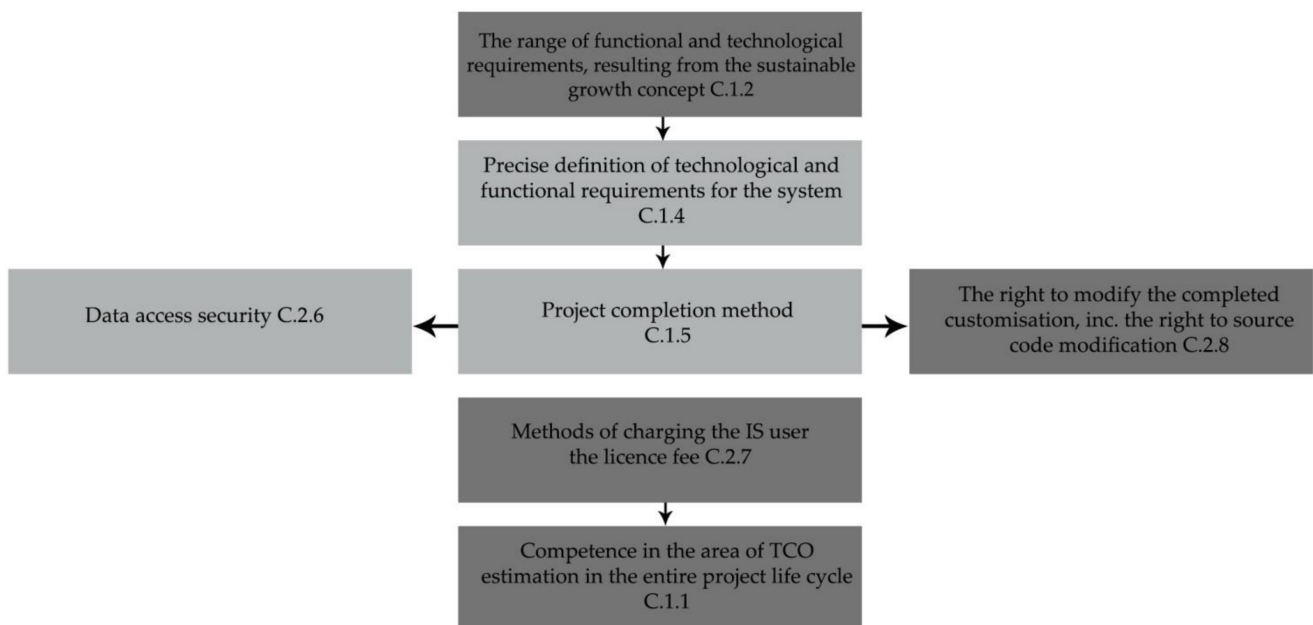 The range of functional and technological
requirements, resulting from the sustainable
growth concept C.1.2
Precise definition of technological and
functional requirements for the system
C.1.4
Data access security C.2.6
Project completion method
C.1.5
The right to modify the completed
customisation, inc. the right to source
code modification C.2.8
Methods of charging the IS user
the licence fee C.2.7
Competence in the area of TCO
estimation in the entire project life cycle
C.1.1